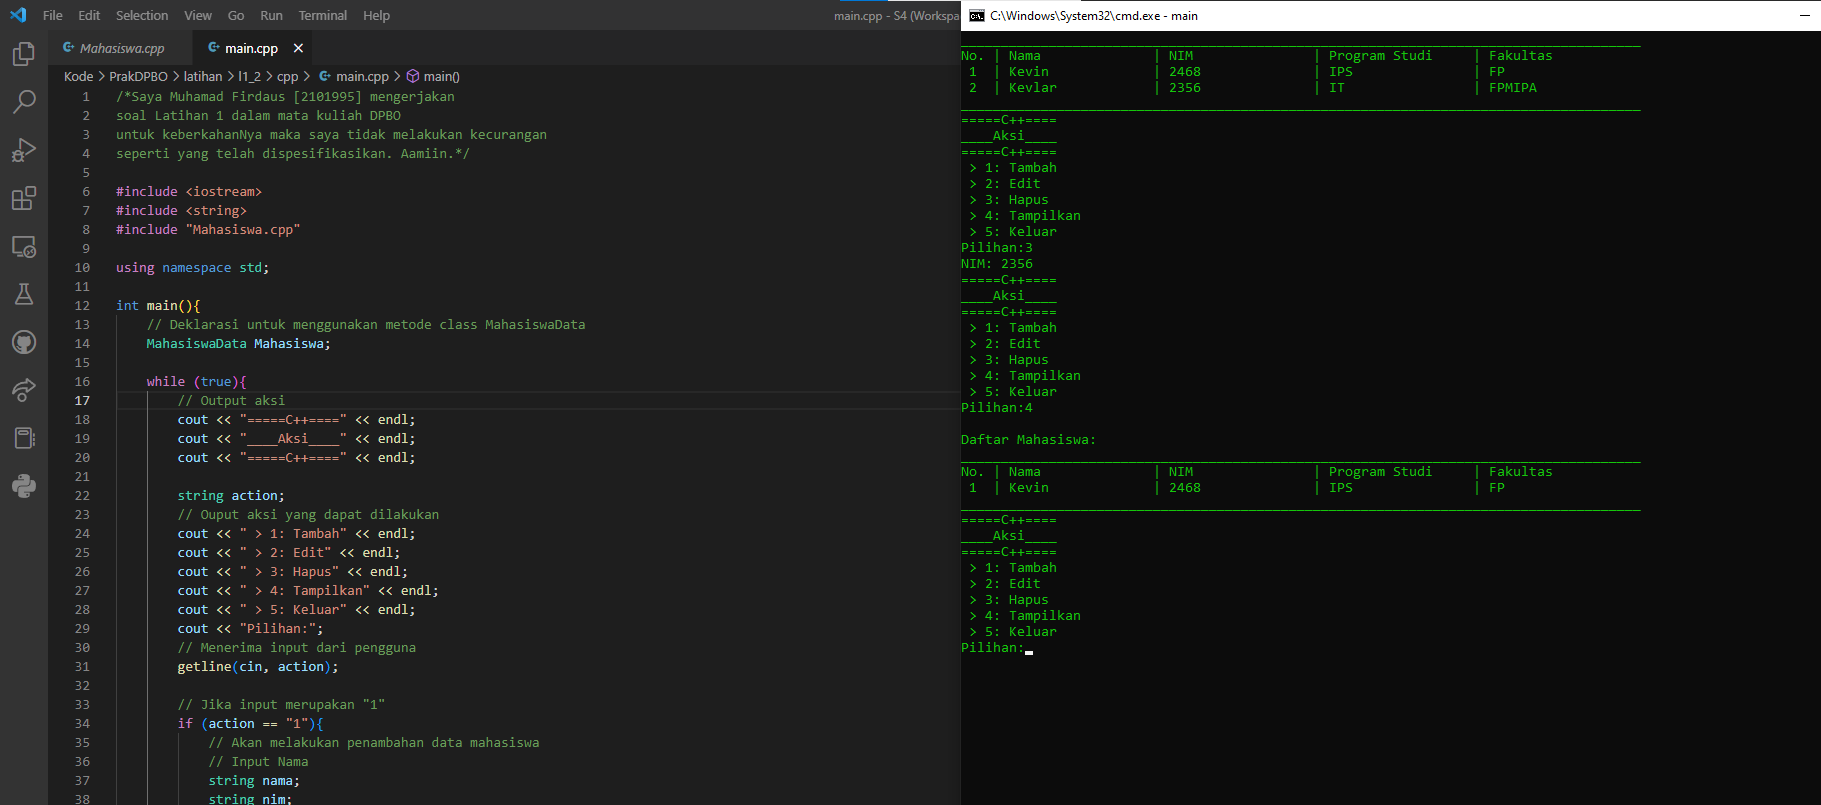 File Edit Selection View Go Run Terminal Help main.cpp - S4 (Workspa
Mahasiswa.cpp main.cpp
Kode > PrakDPBO > latihan > l1_2 > cpp > main.cpp > main()
1 /*Saya Muhamad Firdaus [2101995] mengerjakan
2 soal Latihan 1 dalam mata kuliah DPBO
3 untuk keberkahanNya maka saya tidak melakukan kecurangan
4 seperti yang telah dispesifikasikan. Aamiin.*/
5
6 #include <iostream>
7 #include <string>
8 #include "Mahasiswa.cpp"
9
10 using namespace std;
11
12 int main(){
13 // Deklarasi untuk menggunakan metode class MahasiswaData
14 MahasiswaData Mahasiswa;
15
16 while (true){
17 // Output aksi
18 cout << "=====C++====" << endl;
19 cout << "____Aksi____" << endl;
20 cout << "=====C++====" << endl;
21
22 string action;
23 // Ouput aksi yang dapat dilakukan
24 cout << " > 1: Tambah" << endl;
25 cout << " > 2: Edit" << endl;
26 cout << " > 3: Hapus" << endl;
27 cout << " > 4: Tampilkan" << endl;
28 cout << " > 5: Keluar" << endl;
29 cout << "Pilihan:";
30 // Menerima input dari pengguna
31 getline(cin, action);
32
33 // Jika input merupakan "1"
34 if (action == "1"){
35 // Akan melakukan penambahan data mahasiswa
36 // Input Nama
37 string nama;
38 string nim;
C:\Windows\System32\cmd.exe - main
No. | Nama | NIM | Program Studi | Fakultas
1 | Kevin | 2468 | IPS | FP
2 | Kevlar | 2356 | IT | FPMIPA
=====C++====
____Aksi____
=====C++====
> 1: Tambah
> 2: Edit
> 3: Hapus
> 4: Tampilkan
> 5: Keluar
Pilihan:3
NIM: 2356
=====C++====
____Aksi____
=====C++====
> 1: Tambah
> 2: Edit
> 3: Hapus
> 4: Tampilkan
> 5: Keluar
Pilihan:4
Daftar Mahasiswa:
No. | Nama | NIM | Program Studi | Fakultas
1 | Kevin | 2468 | IPS | FP
=====C++====
____Aksi____
=====C++====
> 1: Tambah
> 2: Edit
> 3: Hapus
> 4: Tampilkan
> 5: Keluar
Pilihan: